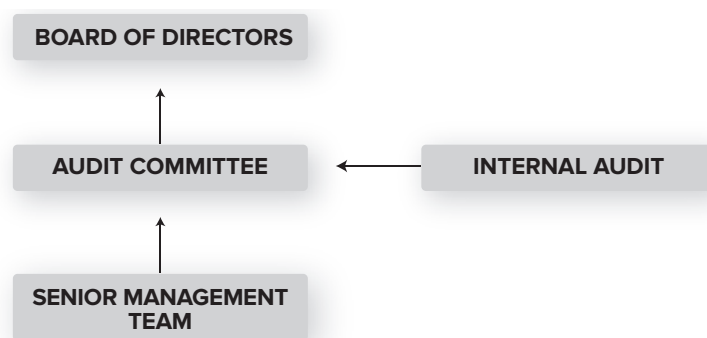 BOARD OF DIRECTORS
AUDIT COMMITTEE
INTERNAL AUDIT
SENIOR MANAGEMENT
TEAM